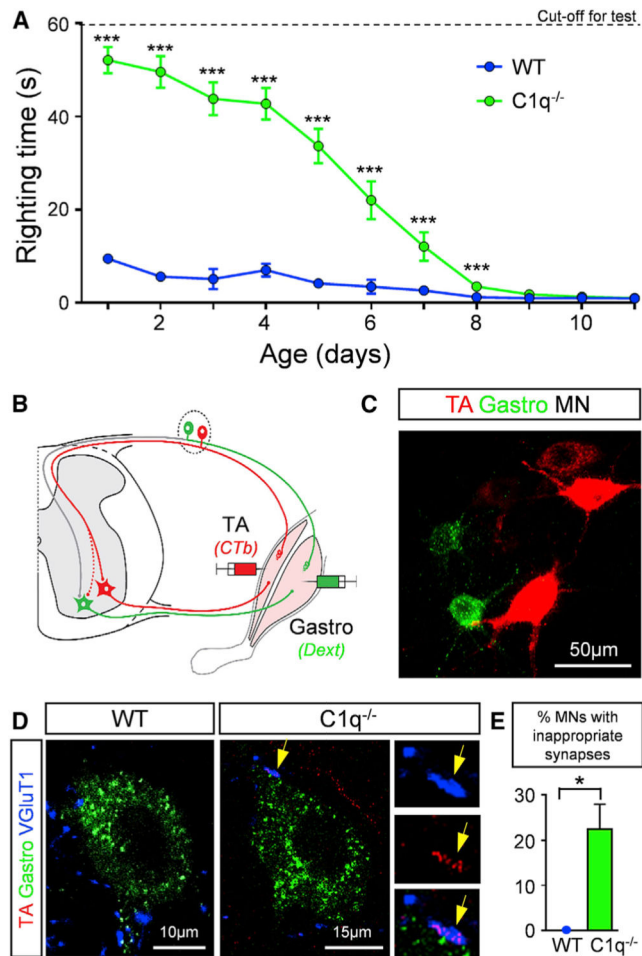 A
Cut-off for test
Righting time (s)
60
40
20
0
***
***
***
***
***
***
***
***
WT
C1q-/-
2
4
6
8
10
Age (days)
B
TA
(CTb)
Gastro
(Dext)
C
TA Gastro MN
50μm
D
WT
C1q-/-
TA Gastro VGluT1
10μm
15μm
E
% MNs with
inappropriate
synapses
*
30
20
10
0
WT C1q-/-